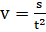 v = s/t²